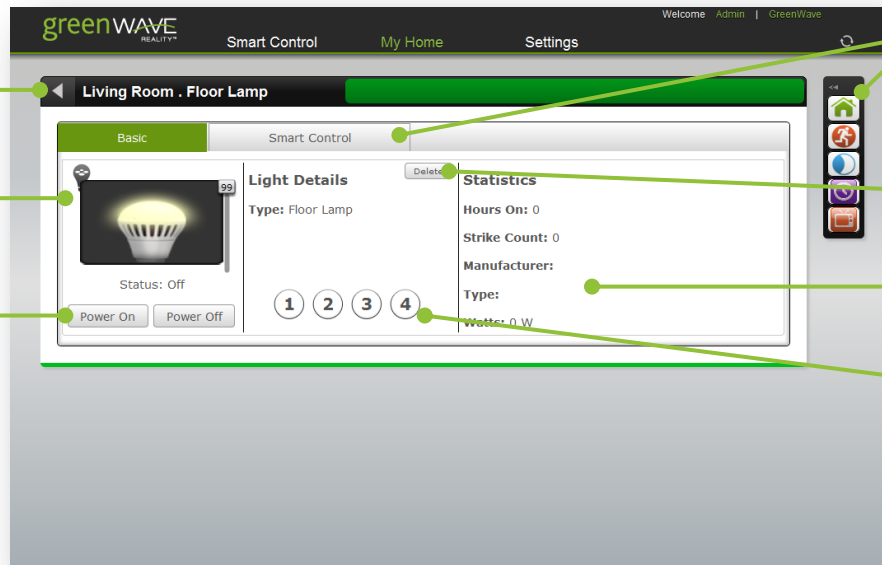 Welcome Admin | GreenWave
greenWAVE
REALITY™
Smart Control My Home Settings
Living Room . Floor Lamp
Basic Smart Control
99
Light Details Delete Statistics
Type: Floor Lamp Hours On: 0
Strike Count: 0
Manufacturer:
Status: Off
Type:
1 2 3 4
Power On Power Off
Watts: 0 W